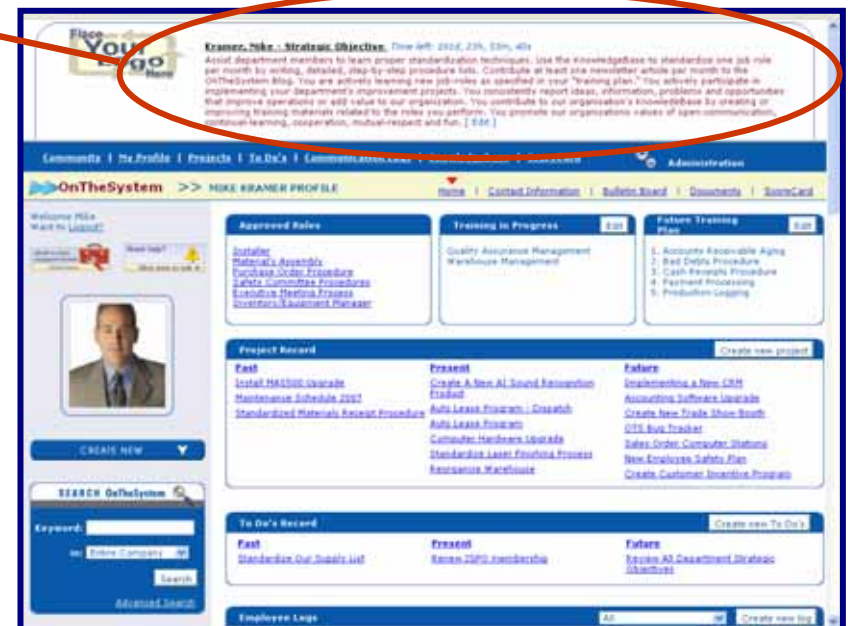 Place
Your
Logo
Here
Kramer, Mike - Strategic Objective Time left: 202d, 23h, 53m, 40s
Assist department members to learn proper standardization techniques. Use the KnowledgeBase to standardize one job role
per month by writing, detailed, step-by-step procedure lists. Contribute at least one newsletter article per month to the
OnTheSystem Blog. You are actively learning new job-roles as specified in your "training plan." You actively participate in
implementing your department's improvement projects. You consistently report ideas, information, problems and opportunities
that improve operations or add value to our organization. You contribute to our organization's KnowledgeBase by creating or
improving training materials related to the roles you perform. You promote our organizations values of open-communication,
continual-learning, cooperation, mutual-respect and fun. [ Edit ]
Community | My Profile | Projects | To Do's |
Administration
OnTheSystem >> MIKE KRAMER PROFILE
Home | Contact Information | Bulletin Board | Documents | ScoreCard
Welcome Mike
Want to Logout?
Need help?
Approved Roles
Installer
Material's Assembly
Purchase Order Procedure
Safety Committee Procedures
Executive Meeting Process
Inventory/Equipment Manager
Training in Progress Edit
Quality Assurance Management
Warehouse Management
Future Training Plan Edit
1. Accounts Receivable Aging
2. Bad Debts Procedure
3. Cash Receipts Procedure
4. Payment Processing
5. Production Logging
Project Record Create new project
Past
Install MAS500 Upgrade
Maintenance Schedule 2007
Standardized Materials Receipt Procedure
Present
Create A New AI Sound Recognition
Product
Auto Lease Program - Dispatch
Auto Lease Program
Computer Hardware Upgrade
Standardize Laser Finishing Process
Reorganize Warehouse
Future
Implementing a New CRM
Accounting Software Upgrade
Create New Trade Show Booth
OTS Bug Tracker
Sales Order Computer Stations
New Employee Safety Plan
Create Customer Incentive Program
CREATE NEW
SEARCH OnTheSystem
Keyword:
In: Entire Company
Search
Advanced Search
To Do's Record Create new To Do's
Past
Standardize Our Supply List
Present
Renew ISPO membership
Future
Review All Department Strategic
Objectives
Employee Logs All Create new log